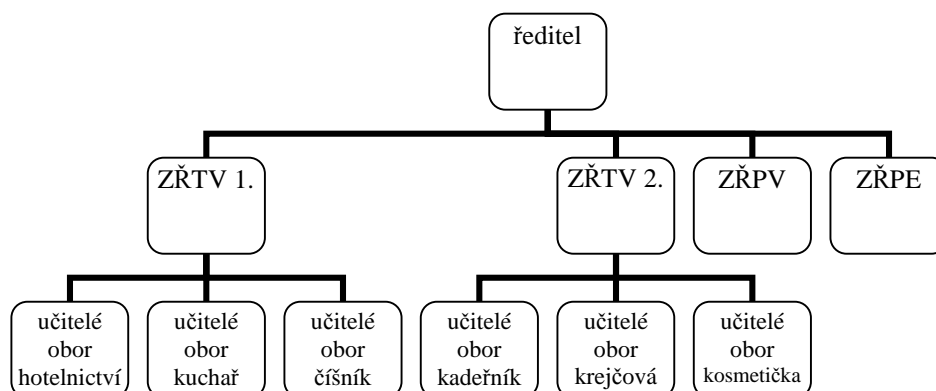 ředitel
ZŘTV 1.
ZŘTV 2.
ZŘPV
ZŘPE
učitelé
obor
hotelnictví
učitelé
obor
kuchař
učitelé
obor
číšník
učitelé
obor
kadeřník
učitelé
obor
krejčová
učitelé
obor
kosmetička